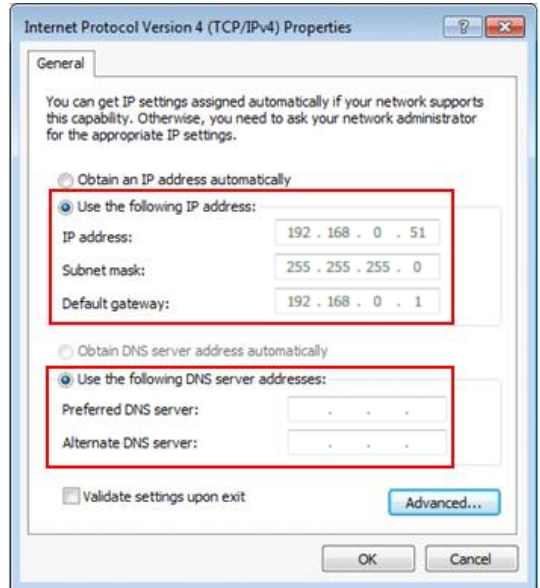 Internet Protocol Version 4 (TCP/IPv4) Properties
General
You can get IP settings assigned automatically if your network supports
this capability. Otherwise, you need to ask your network administrator
for the appropriate IP settings.
Obtain an IP address automatically
Use the following IP address:
IP address: 192 . 168 . 0 . 51
Subnet mask: 255 . 255 . 255 . 0
Default gateway: 192 . 168 . 0 . 1
Obtain DNS server address automatically
Use the following DNS server addresses:
Preferred DNS server: . . .
Alternate DNS server: . . .
Validate settings upon exit
Advanced...
OK Cancel